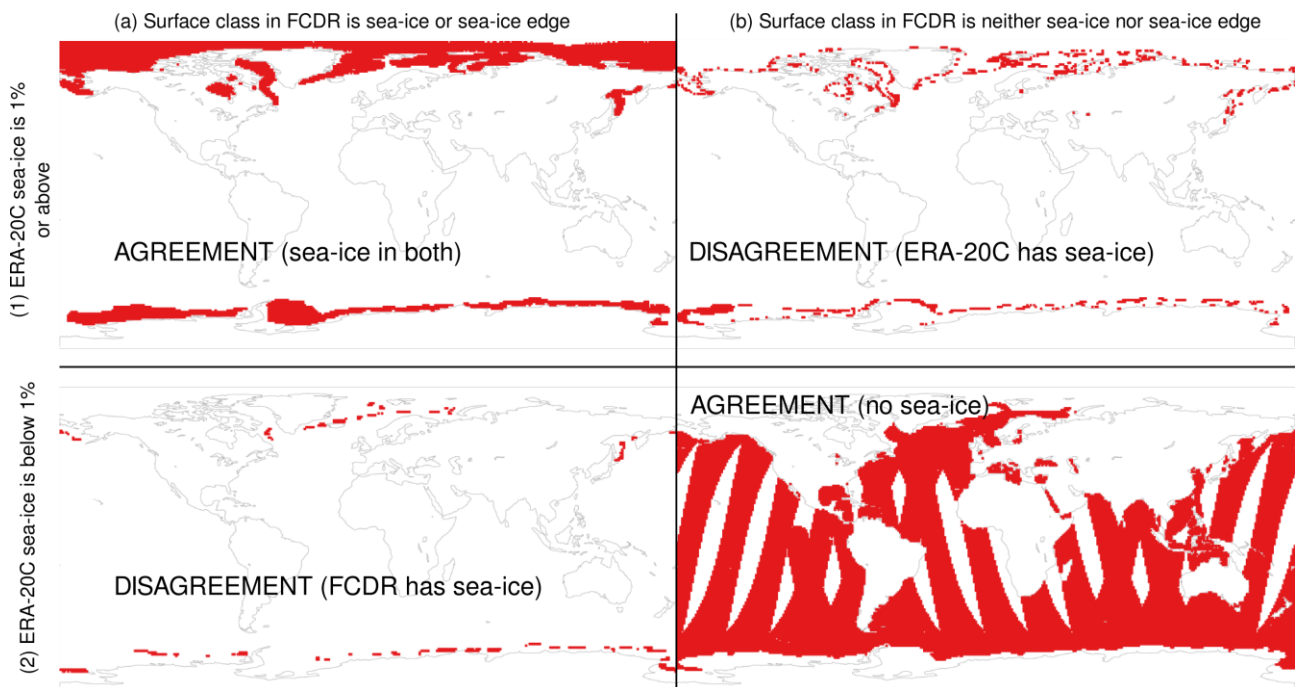 (a) Surface class in FCDR is sea-ice or sea-ice edge
(b) Surface class in FCDR is neither sea-ice nor sea-ice edge
(1) ERA-20C sea-ice is 1%
or above
AGREEMENT (sea-ice in both)
DISAGREEMENT (ERA-20C has sea-ice)
(2) ERA-20C sea-ice is below 1%
DISAGREEMENT (FCDR has sea-ice)
AGREEMENT (no sea-ice)